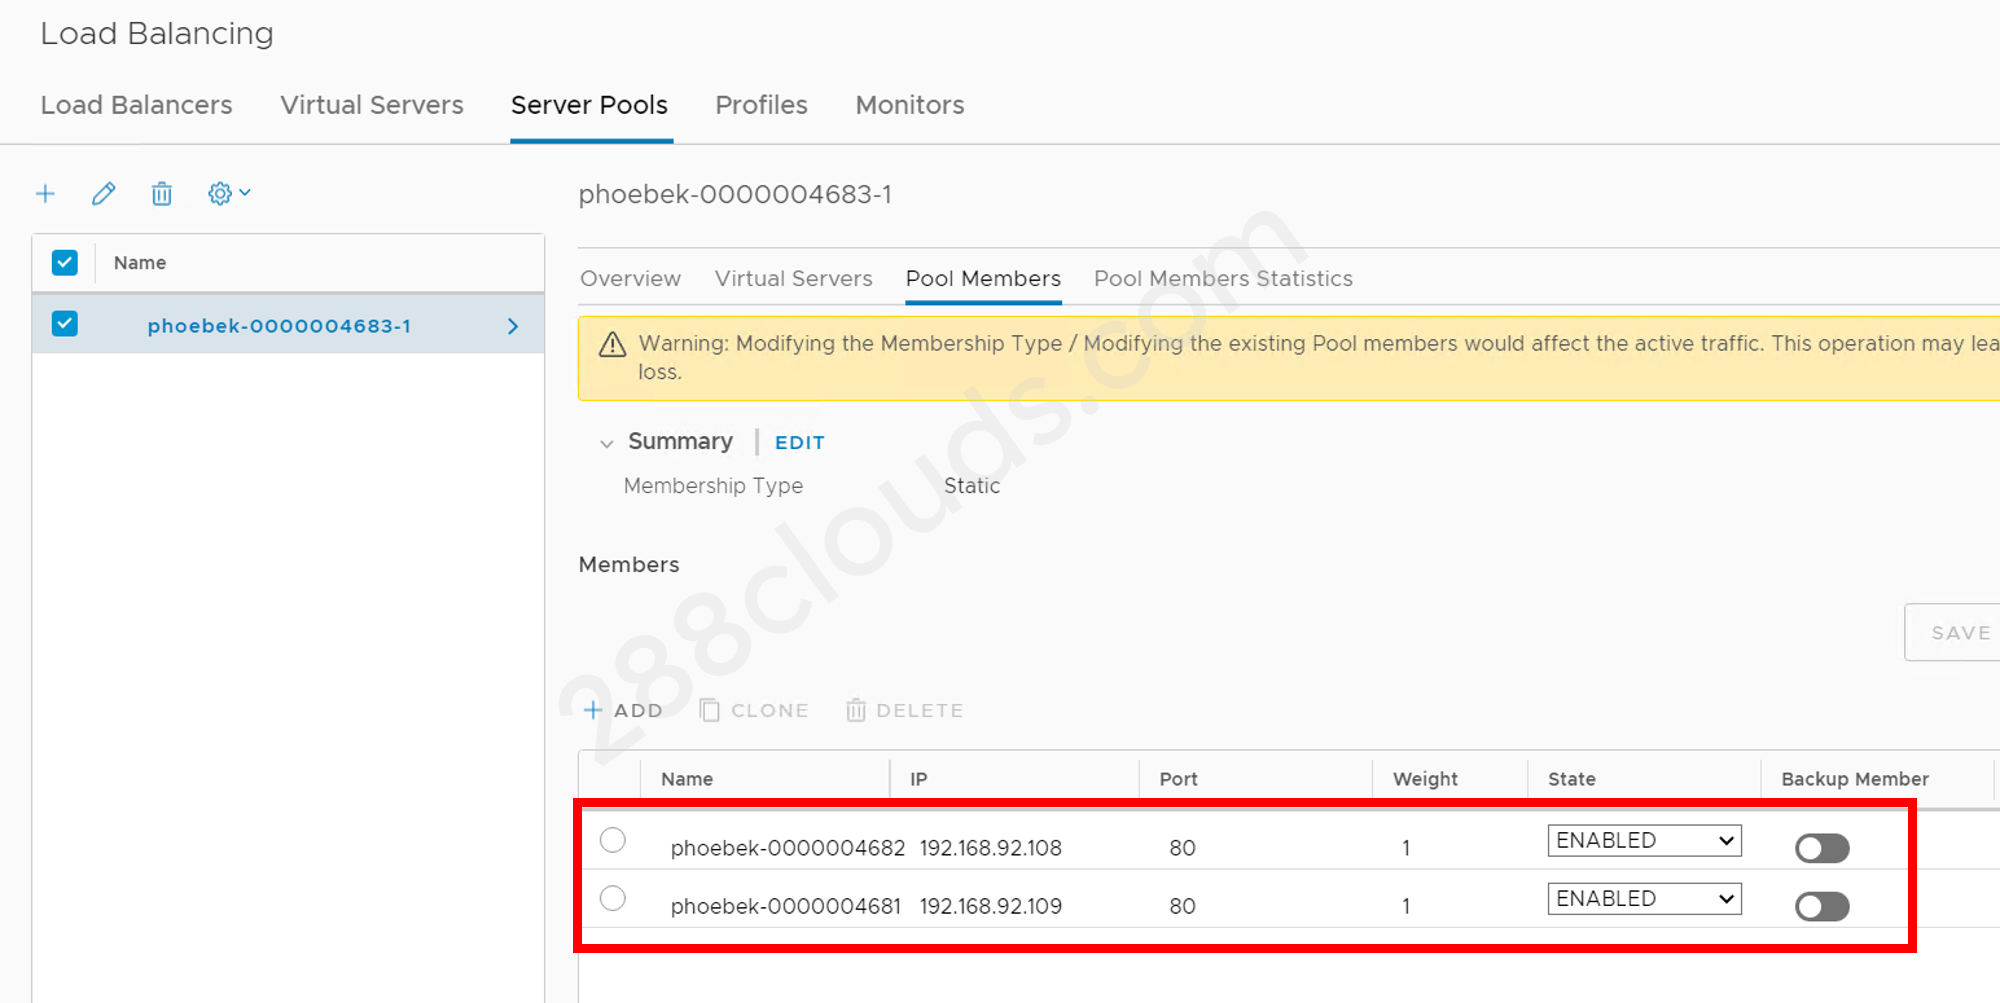 Load Balancing
Load Balancers Virtual Servers Server Pools Profiles Monitors
phoebek-0000004683-1
Name
phoebek-0000004683-1
Overview Virtual Servers Pool Members Pool Members Statistics
Warning: Modifying the Membership Type / Modifying the existing Pool members would affect the active traffic. This operation may lea
loss.
Summary | EDIT
Membership Type Static
Members
SAVE
+ ADD CLONE DELETE
Name IP Port Weight State Backup Member
phoebek-0000004682 192.168.92.108 80 1 ENABLED
phoebek-0000004681 192.168.92.109 80 1 ENABLED
288clouds.com